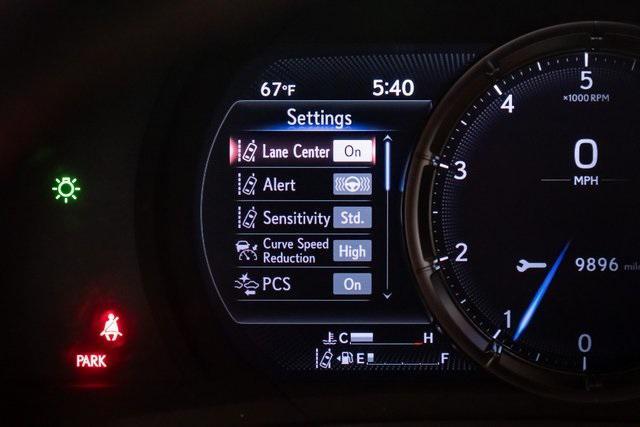 67°F 5:40
Settings
Lane Center On
Alert
Sensitivity Std.
Curve Speed
Reduction High
PCS On
C H
E F
PARK
5
×1000 RPM
4
3
2
1
0
0
MPH
9896